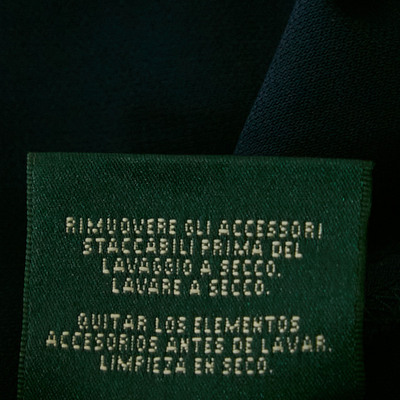 RIMUOVERE GLI ACCESSORI
STACCABILI PRIMA DEL
LAVAGGIO A SECCO.
LAVARE A SECCO.
QUITAR LOS ELEMENTOS
ACCESORIOS ANTES DE LAVAR.
LIMPIEZA EN SECO.